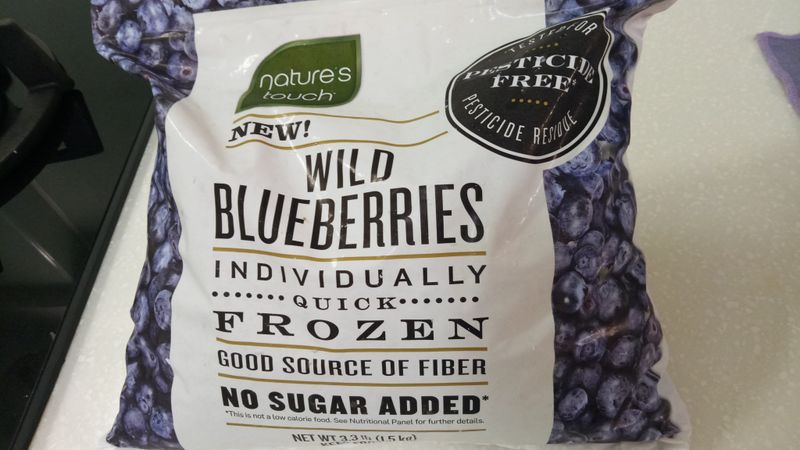 nature's
touch
TESTED FOR
PESTICIDE
FREE*
PESTICIDE RESIDUE
NEW!
WILD
BLUEBERRIES
INDIVIDUALLY
QUICK
FROZEN
GOOD SOURCE OF FIBER
NO SUGAR ADDED*
*This is not a low calorie food. See Nutritional Panel for further details.
NET WT 3.3 lb (1.5 kg)